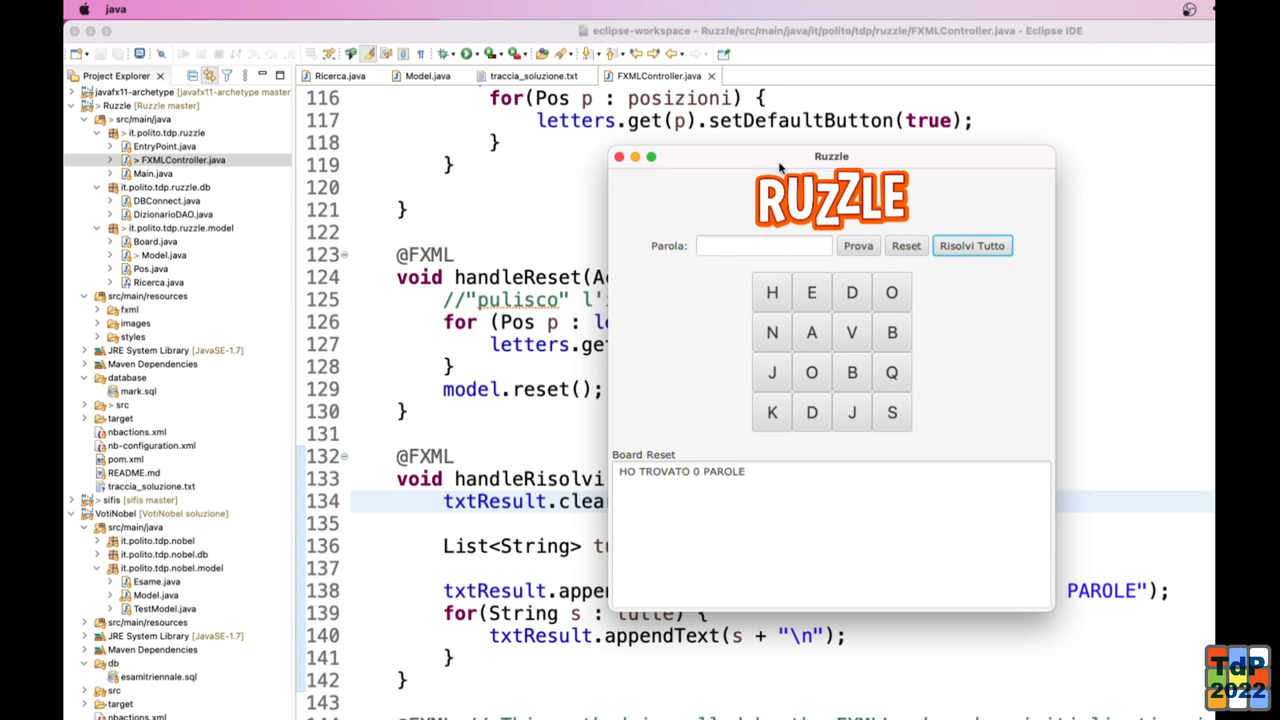 java
eclipse-workspace - Ruzzle/src/main/java/it/polito/tdp/ruzzle/FXMLController.java - Eclipse IDE
Project Explorer
Ricerca.java
Model.java
traccia_soluzione.txt
FXMLController.java
javafx11-archetype [javafx11-archetype master
> Ruzzle [Ruzzle master]
> src/main/java
> it.polito.tdp.ruzzle
EntryPoint.java
> FXMLController.java
Main.java
it.polito.tdp.ruzzle.db
DBConnect.java
DizionarioDAO.java
> it.polito.tdp.ruzzle.model
Board.java
> Model.java
Pos.java
Ricerca.java
src/main/resources
fxml
images
styles
JRE System Library [JavaSE-1.7]
Maven Dependencies
database
mark.sql
> src
target
nbactions.xml
nb-configuration.xml
pom.xml
README.md
traccia_soluzione.txt
> sifis [sifis master]
VotiNobel [VotiNobel soluzione]
src/main/java
it.polito.tdp.nobel
it.polito.tdp.nobel.db
it.polito.tdp.nobel.model
Esame.java
Model.java
TestModel.java
src/main/resources
JRE System Library [JavaSE-1.7]
Maven Dependencies
db
esamitriennale.sql
src
target
nbactions.xml
116 for(Pos p : posizioni) {
117 letters.get(p).setDefaultButton(true);
118 }
119 }
120
121 }
122
123 @FXML
124 void handleReset(A
125 //"pulisco" l'
126 for (Pos p : le
127 letters.get
128 }
129 model.reset();
130 }
131
132 @FXML
133 void handleRisolvi
134 txtResult.clea
135
136 List<String> tu
137
138 txtResult.apper PAROLE");
139 for(String s : tutte) {
140 txtResult.appendText(s + "\n");
141 }
142 }
143
Ruzzle
RUZZLE
Parola: Prova Reset Risolvi Tutto
H E D O
N A V B
J O B Q
K D J S
Board Reset
HO TROVATO 0 PAROLE
TdP
2022